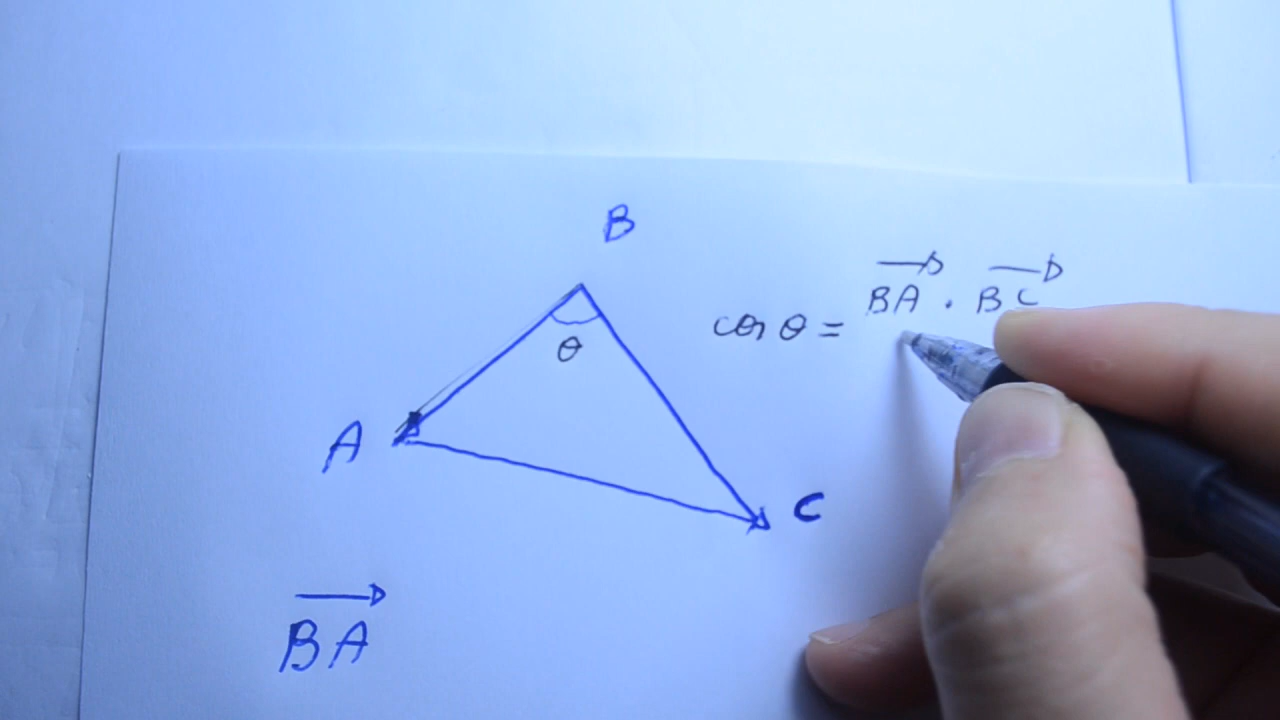 B
→ →
cos θ = BA · BC
θ
A
C
→
BA